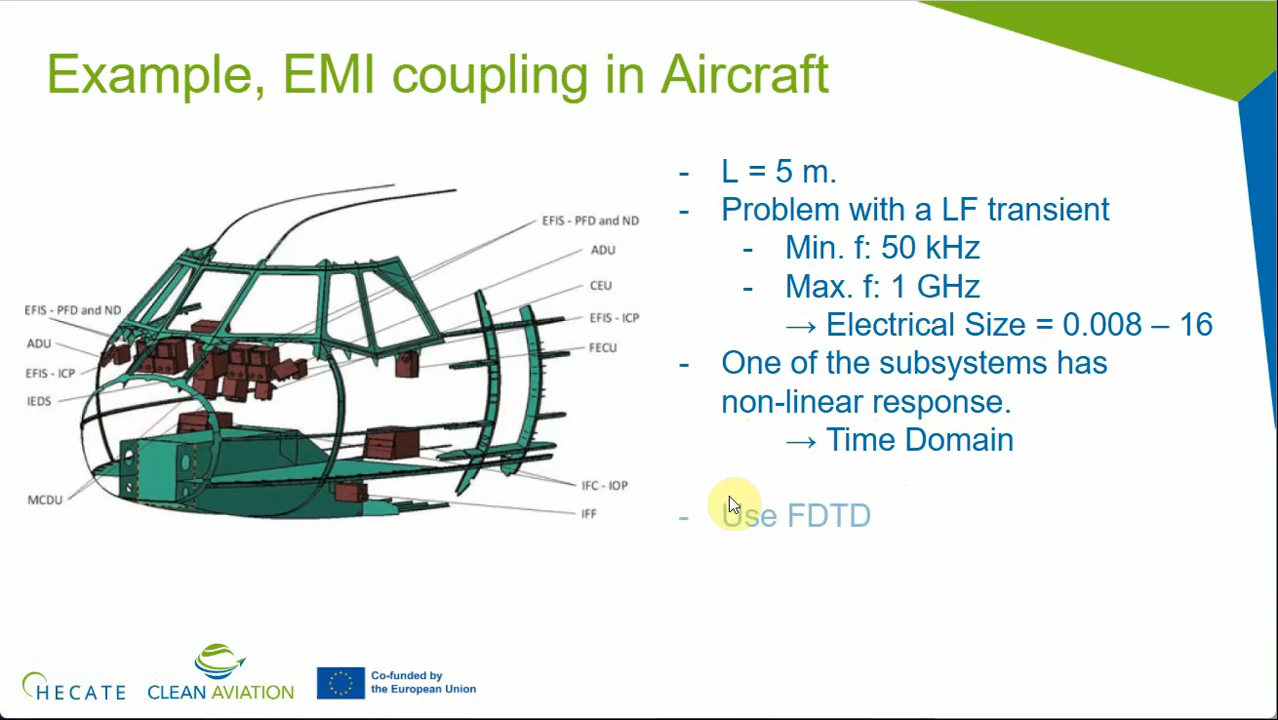 Example, EMI coupling in Aircraft
- L = 5 m.
- Problem with a LF transient
- Min. f: 50 kHz
- Max. f: 1 GHz
→ Electrical Size = 0.008 – 16
- One of the subsystems has
non-linear response.
→ Time Domain
- Use FDTD
EFIS - PFD and ND
ADU
EFIS - ICP
IEDS
MCDU
EFIS - PFD and ND
ADU
CEU
EFIS - ICP
FECU
IFC - IOP
IFF
HECATE
CLEAN AVIATION
Co-funded by
the European Union